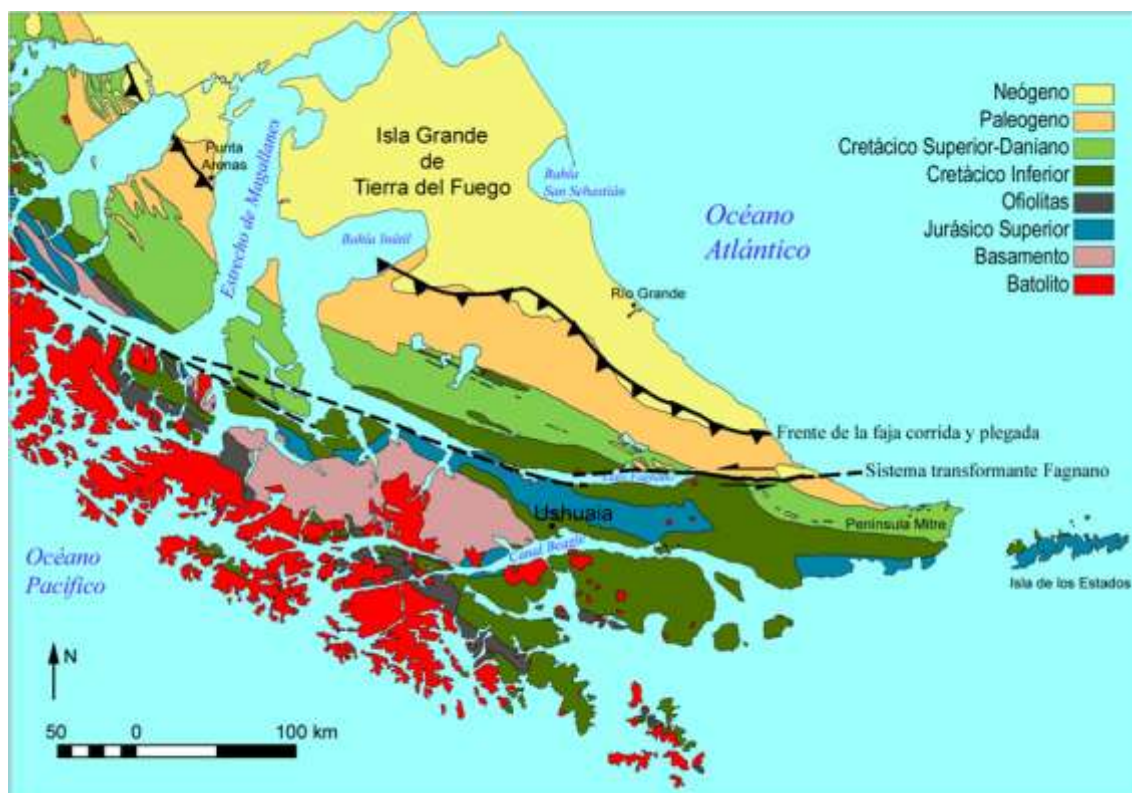 Neógeno
Paleogeno
Cretácico Superior-Daniano
Cretácico Inferior
Ofiolitas
Jurásico Superior
Basamento
Batolito
Isla Grande
de
Tierra del Fuego
Punta
Arenas
Estrecho de Magallanes
Bahía
San Sebastián
Océano
Atlántico
Bahía Inútil
Río Grande
Frente de la faja corrida y plegada
Sistema transformante Fagnano
Lago Fagnano
Ushuaia
Península Mitre
Canal Beagle
Océano
Pacífico
Isla de los Estados
N
50 0 100 km